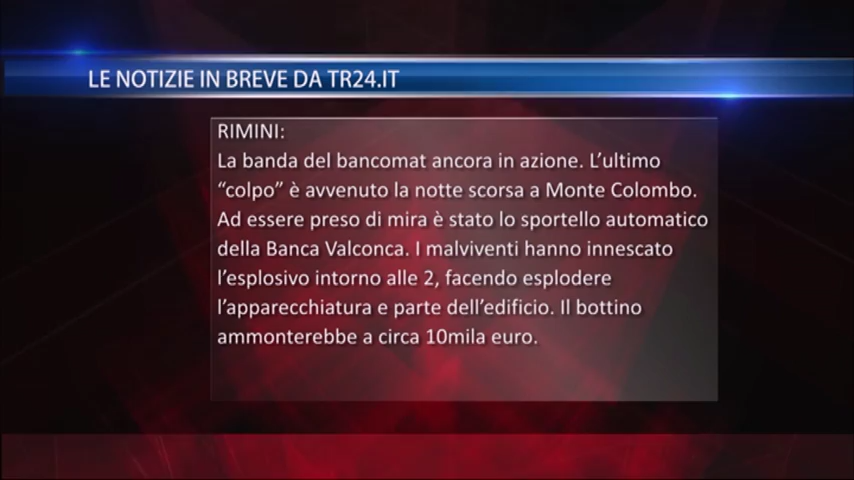 LE NOTIZIE IN BREVE DA TR24.IT
RIMINI:
La banda del bancomat ancora in azione. L’ultimo
“colpo” è avvenuto la notte scorsa a Monte Colombo.
Ad essere preso di mira è stato lo sportello automatico
della Banca Valconca. I malviventi hanno innescato
l’esplosivo intorno alle 2, facendo esplodere
l’apparecchiatura e parte dell’edificio. Il bottino
ammonterebbe a circa 10mila euro.